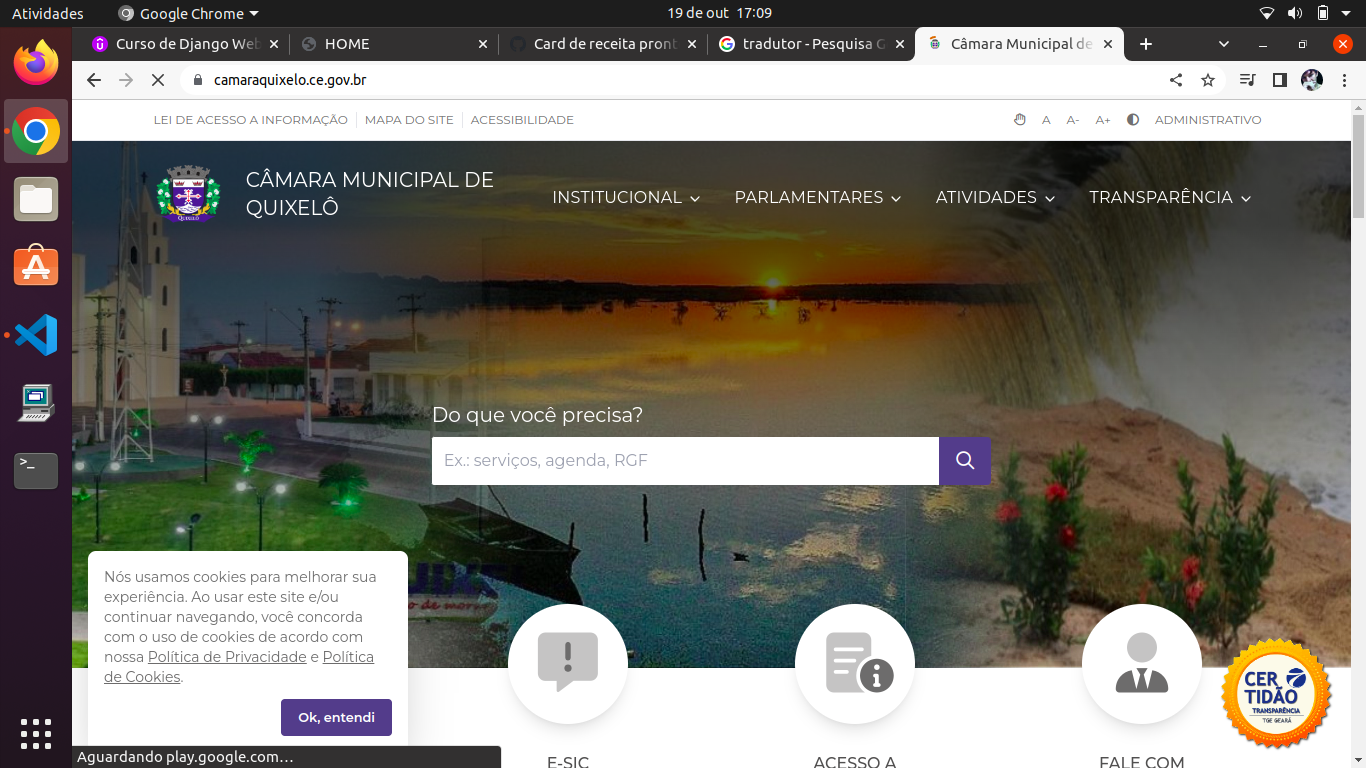 Atividades
Google Chrome
19 de out 17:09
Curso de Django Web
HOME
Card de receita pront
tradutor - Pesquisa G
Câmara Municipal de
camaraquixelo.ce.gov.br
LEI DE ACESSO A INFORMAÇÃO
MAPA DO SITE
ACESSIBILIDADE
A
A-
A+
ADMINISTRATIVO
CÂMARA MUNICIPAL DE
QUIXELÔ
INSTITUCIONAL
PARLAMENTARES
ATIVIDADES
TRANSPARÊNCIA
Do que você precisa?
Ex.: serviços, agenda, RGF
Nós usamos cookies para melhorar sua
experiência. Ao usar este site e/ou
continuar navegando, você concorda
com o uso de cookies de acordo com
nossa Política de Privacidade e Política
de Cookies.
Ok, entendi
E-SIC
ACESSO A
FALE COM
CER
TIDÃO
TRANSPARÊNCIA
TCE CEARÁ
Aguardando play.google.com…